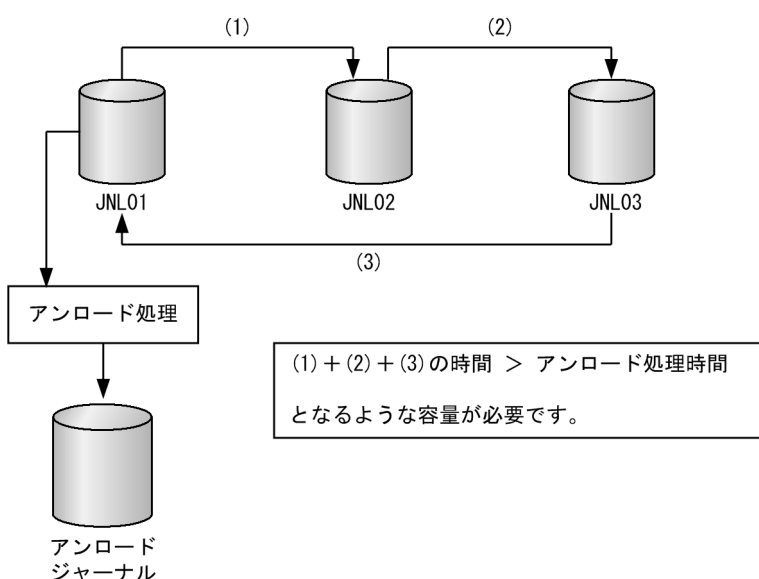 (1)
(2)
JNL01
JNL02
JNL03
(3)
アンロード処理
(1)+(2)+(3)の時間 > アンロード処理時間
となるような容量が必要です。
アンロード
ジャーナル